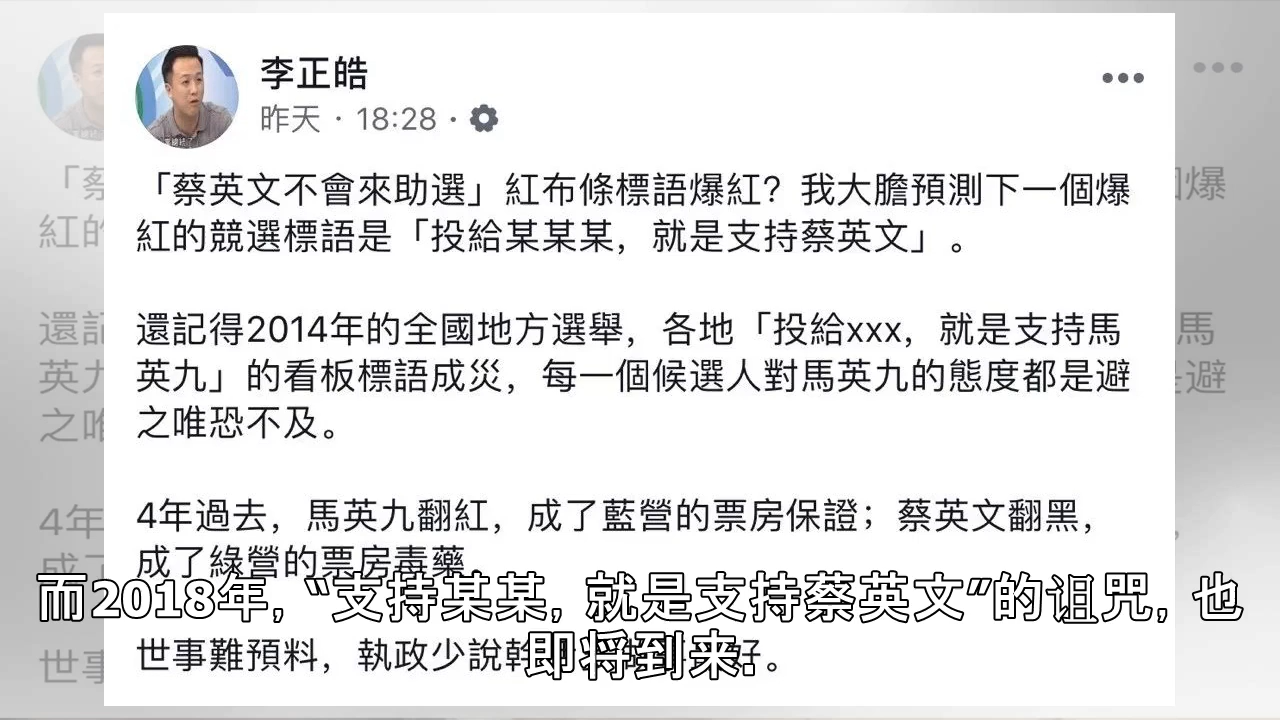 李正皓
昨天 · 18:28 ·
「蔡英文不會來助選」紅布條標語爆紅？我大膽預測下一個爆
紅的競選標語是「投給某某某，就是支持蔡英文」。
還記得2014年的全國地方選舉，各地「投給xxx，就是支持馬
英九」的看板標語成災，每一個候選人對馬英九的態度都是避
之唯恐不及。
4年過去，馬英九翻紅，成了藍營的票房保證；蔡英文翻黑，
成了綠營的票房毒藥
世事難預料，執政少說幹 好。
而2018年, “支持某某, 就是支持蔡英文”的诅咒, 也
即将到来.